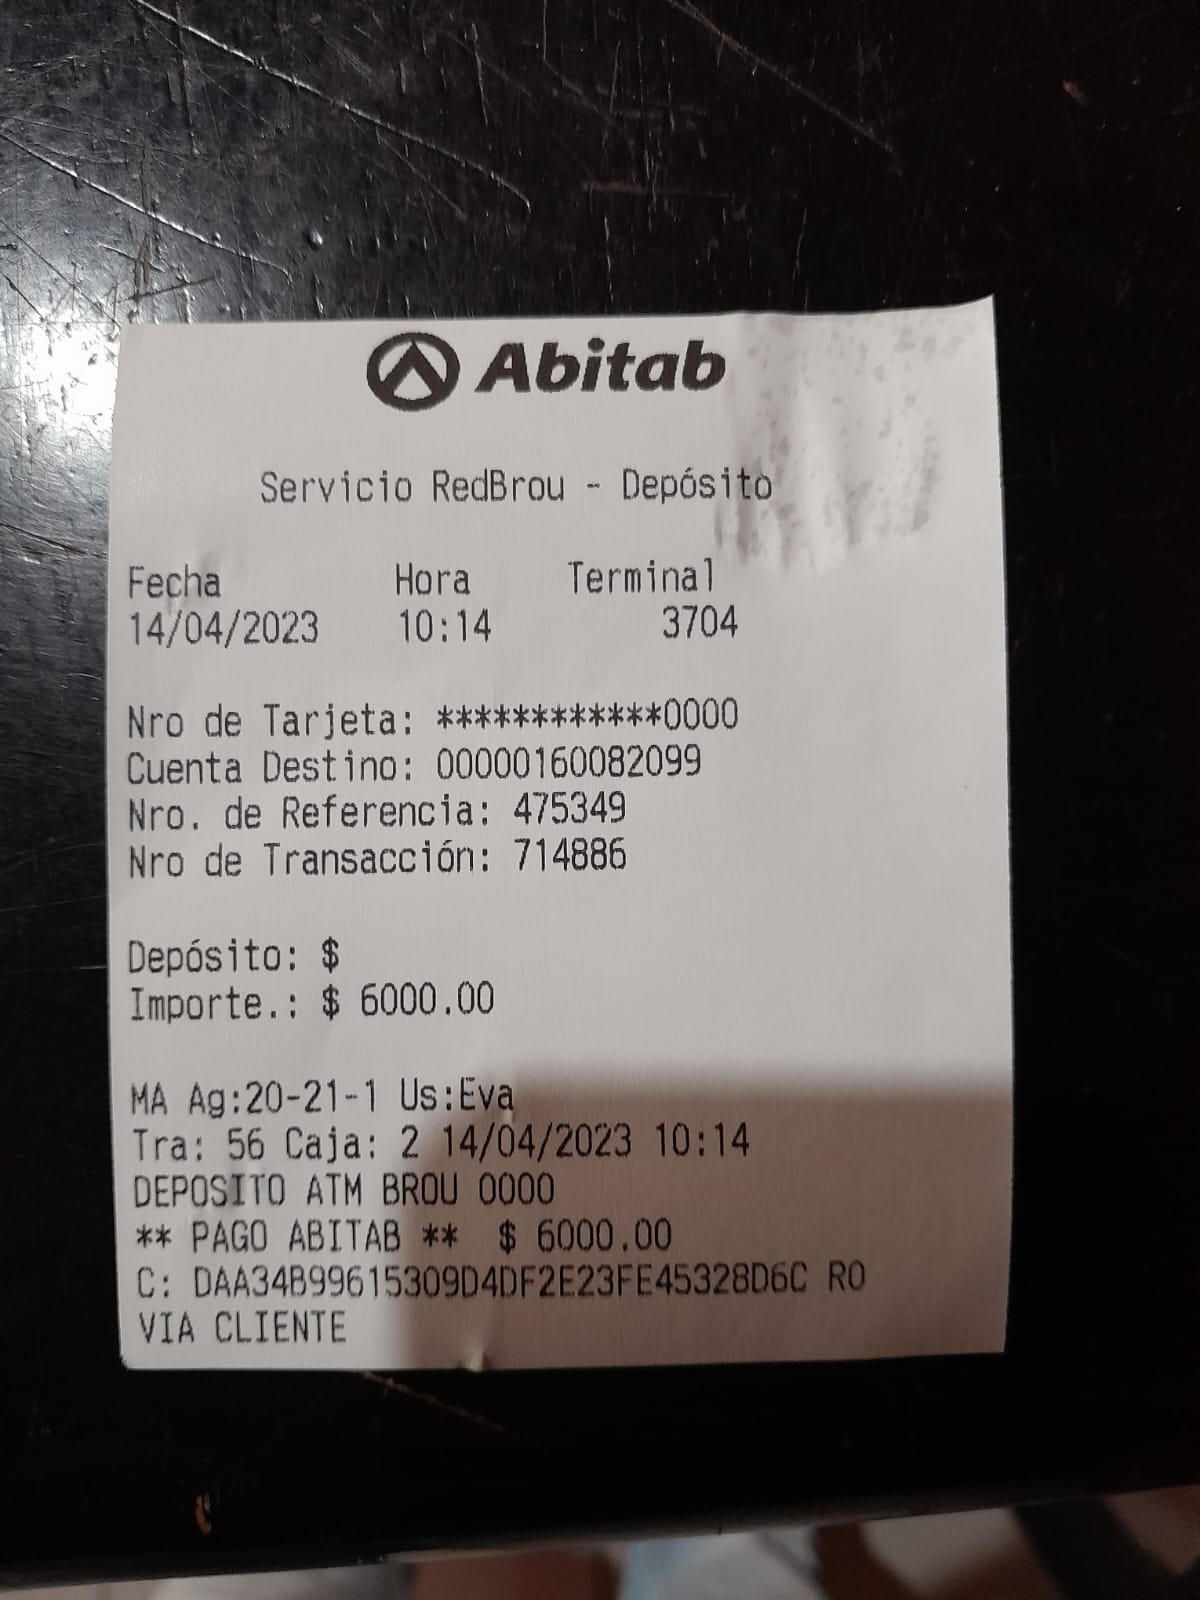 Abitab
Servicio RedBrou - Depósito
Fecha Hora Terminal
14/04/2023 10:14 3704
Nro de Tarjeta: ************0000
Cuenta Destino: 00000160082099
Nro. de Referencia: 475349
Nro de Transacción: 714886
Depósito: $
Importe.: $ 6000.00
MA Ag:20-21-1 Us:Eva
Tra: 56 Caja: 2 14/04/2023 10:14
DEPOSITO ATM BROU 0000
** PAGO ABITAB ** $ 6000.00
C: DAA34B99615309D4DF2E23FE45328D6C RO
VIA CLIENTE